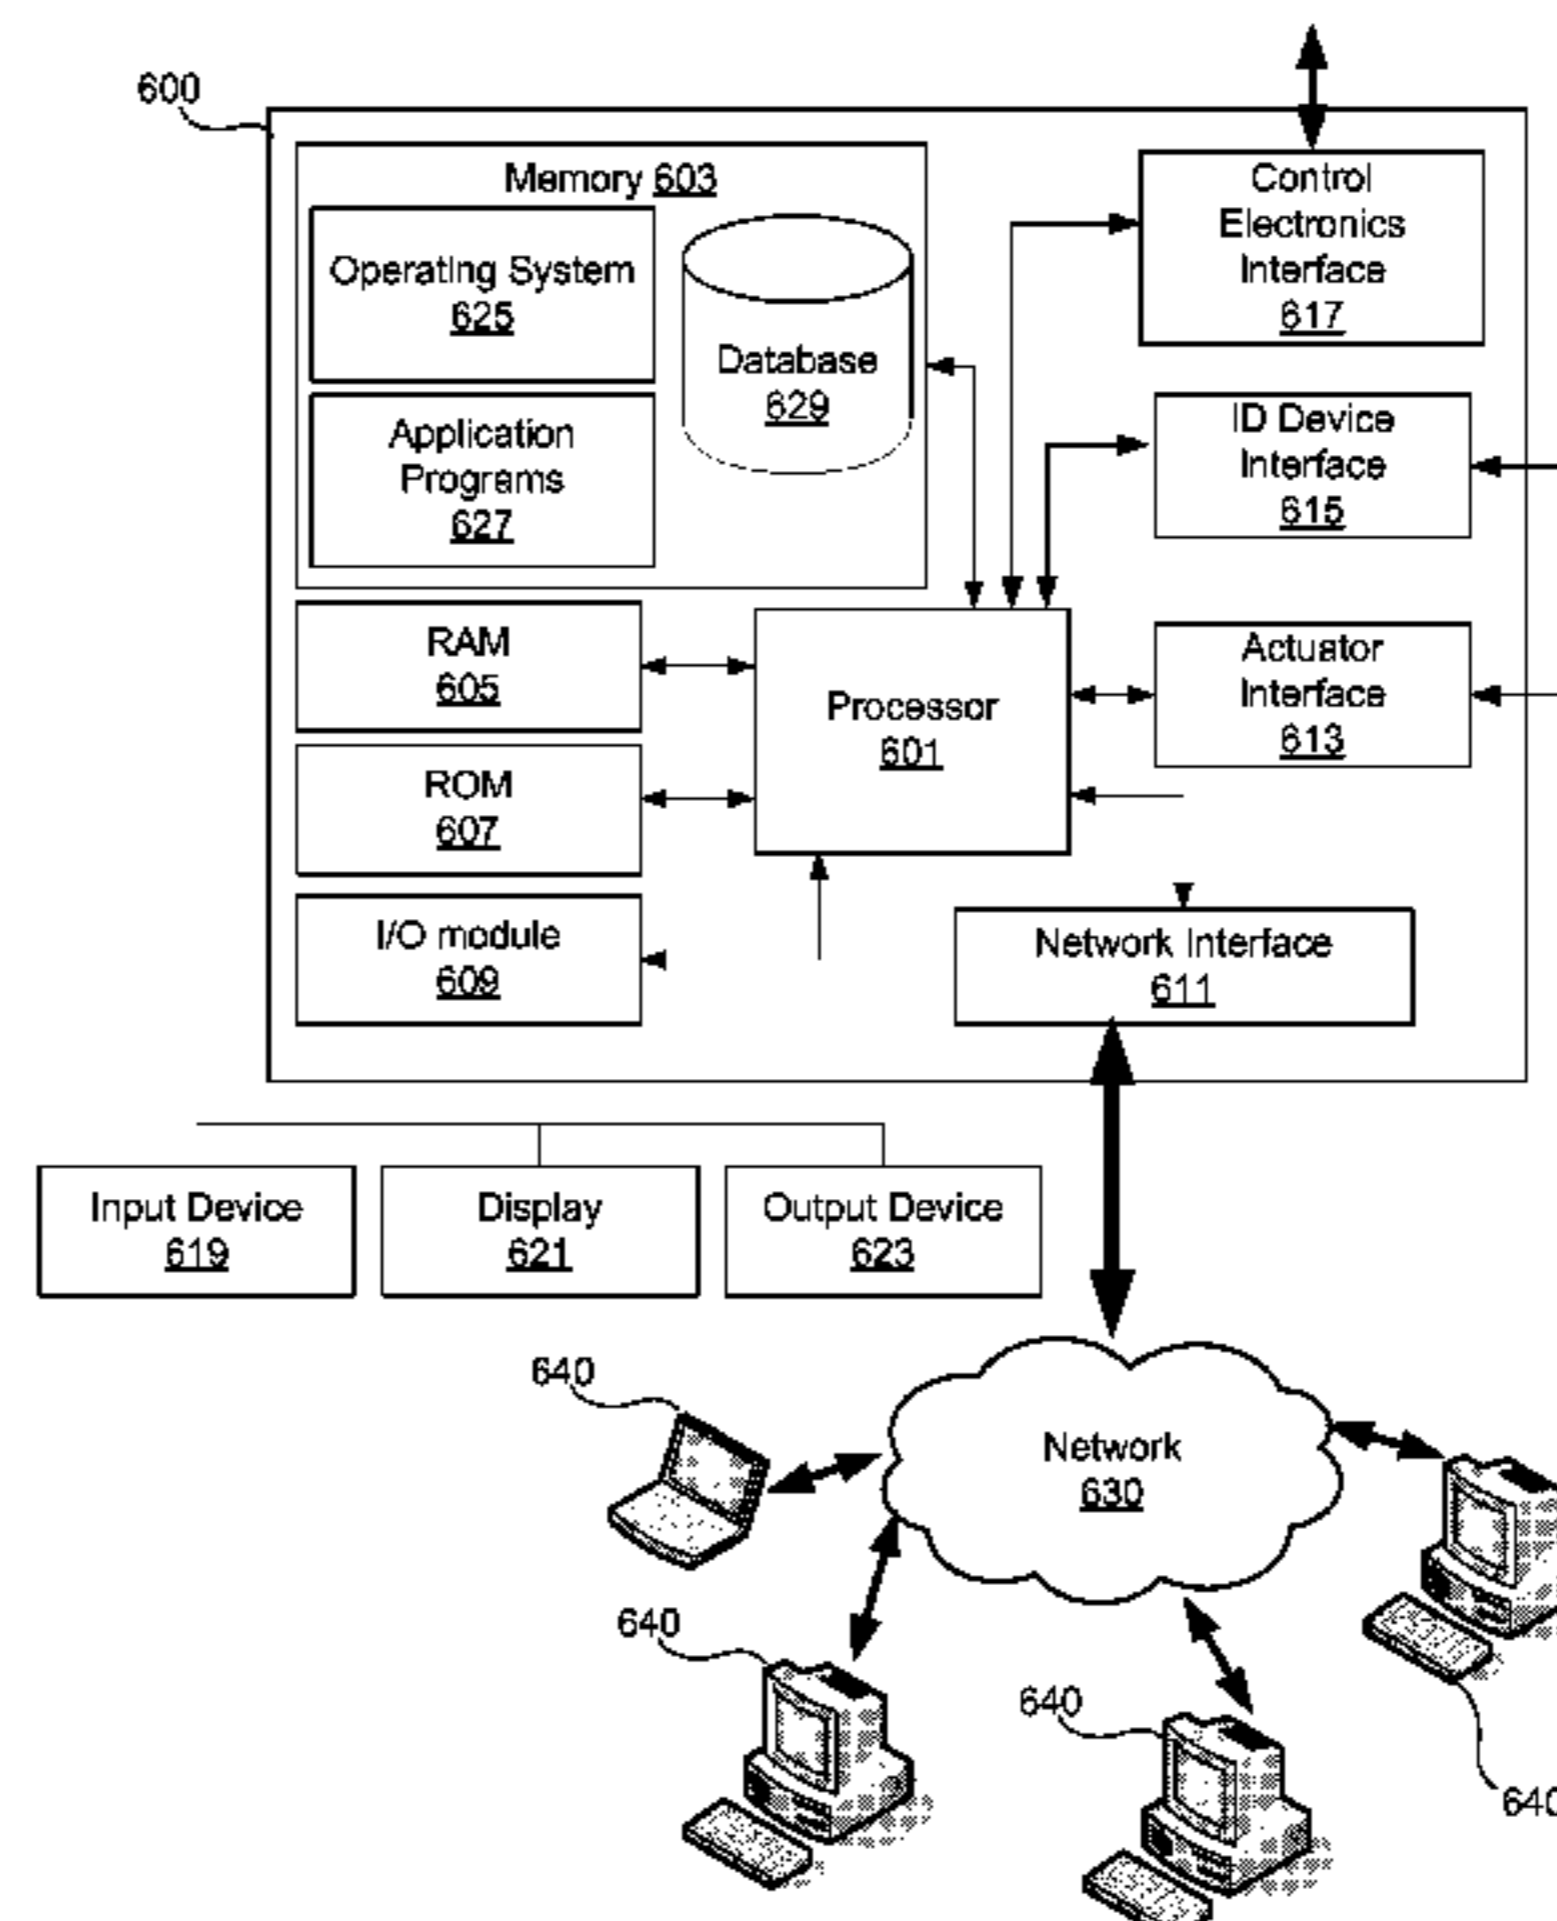 600
Memory 603
Operating System
625
Database
629
Application
Programs
627
Control
Electronics
Interface
617
ID Device
Interface
615
RAM
605
Processor
601
Actuator
Interface
613
ROM
607
I/O module
609
Network Interface
611
Input Device
619
Display
621
Output Device
623
640
Network
630
640
640
640